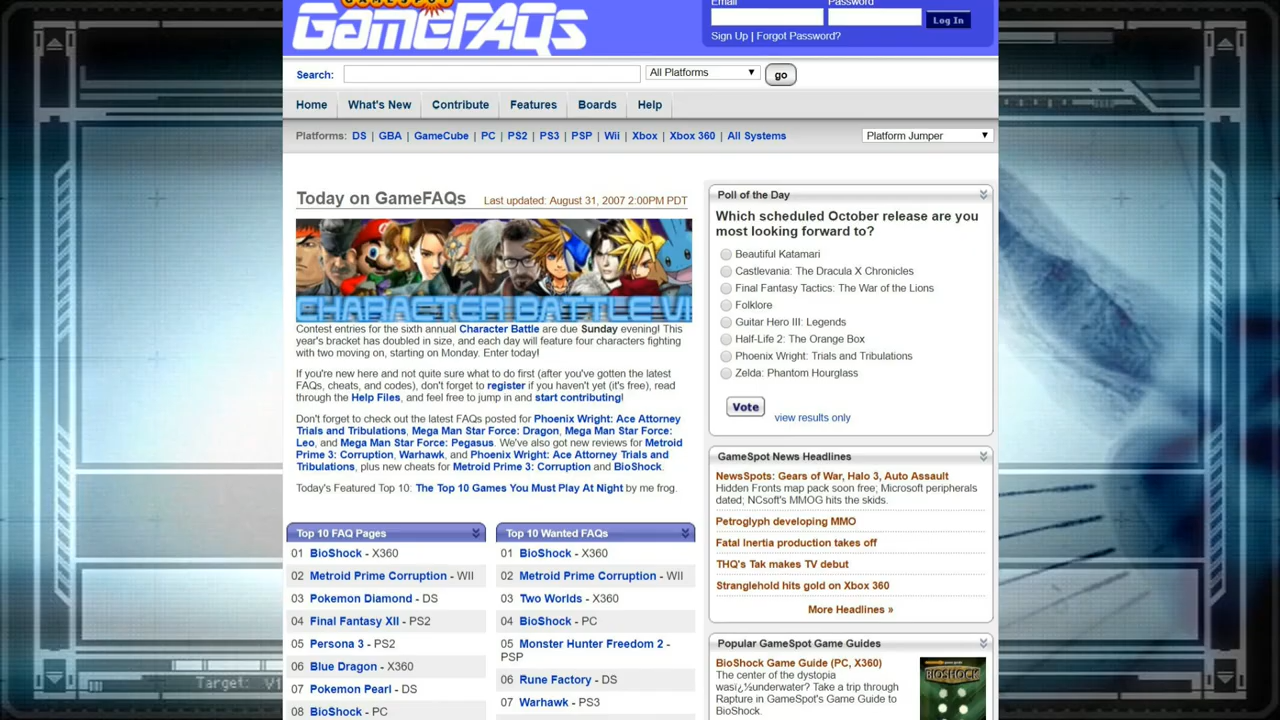 GAMESPOT
GameFAQs
Email Password
Log In
Sign Up | Forgot Password?
Search: All Platforms go
Home What's New Contribute Features Boards Help
Platforms: DS | GBA | GameCube | PC | PS2 | PS3 | PSP | Wii | Xbox | Xbox 360 | All Systems Platform Jumper
Today on GameFAQs Last updated: August 31, 2007 2:00PM PDT
CHARACTER BATTLE VI
Contest entries for the sixth annual Character Battle are due Sunday evening! This
year's bracket has doubled in size, and each day will feature four characters fighting
with two moving on, starting on Monday. Enter today!
If you're new here and not quite sure what to do first (after you've gotten the latest
FAQs, cheats, and codes), don't forget to register if you haven't yet (it's free), read
through the Help Files, and feel free to jump in and start contributing!
Don't forget to check out the latest FAQs posted for Phoenix Wright: Ace Attorney
Trials and Tribulations, Mega Man Star Force: Dragon, Mega Man Star Force:
Leo, and Mega Man Star Force: Pegasus. We've also got new reviews for Metroid
Prime 3: Corruption, Warhawk, and Phoenix Wright: Ace Attorney Trials and
Tribulations, plus new cheats for Metroid Prime 3: Corruption and BioShock.
Today's Featured Top 10: The Top 10 Games You Must Play At Night by me frog.
Top 10 FAQ Pages
01 BioShock - X360
02 Metroid Prime Corruption - WII
03 Pokemon Diamond - DS
04 Final Fantasy XII - PS2
05 Persona 3 - PS2
06 Blue Dragon - X360
07 Pokemon Pearl - DS
08 BioShock - PC
Top 10 Wanted FAQs
01 BioShock - X360
02 Metroid Prime Corruption - WII
03 Two Worlds - X360
04 BioShock - PC
05 Monster Hunter Freedom 2 -
PSP
06 Rune Factory - DS
07 Warhawk - PS3
Poll of the Day
Which scheduled October release are you
most looking forward to?
Beautiful Katamari
Castlevania: The Dracula X Chronicles
Final Fantasy Tactics: The War of the Lions
Folklore
Guitar Hero III: Legends
Half-Life 2: The Orange Box
Phoenix Wright: Trials and Tribulations
Zelda: Phantom Hourglass
Vote view results only
GameSpot News Headlines
NewsSpots: Gears of War, Halo 3, Auto Assault
Hidden Fronts map pack soon free; Microsoft peripherals
dated; NCsoft's MMOG hits the skids.
Petroglyph developing MMO
Fatal Inertia production takes off
THQ's Tak makes TV debut
Stranglehold hits gold on Xbox 360
More Headlines »
Popular GameSpot Game Guides
BioShock Game Guide (PC, X360)
The center of the dystopia
wasï¿½underwater? Take a trip through
Rapture in GameSpot's Game Guide to
BioShock.
BIOSHOCK
Target: V1